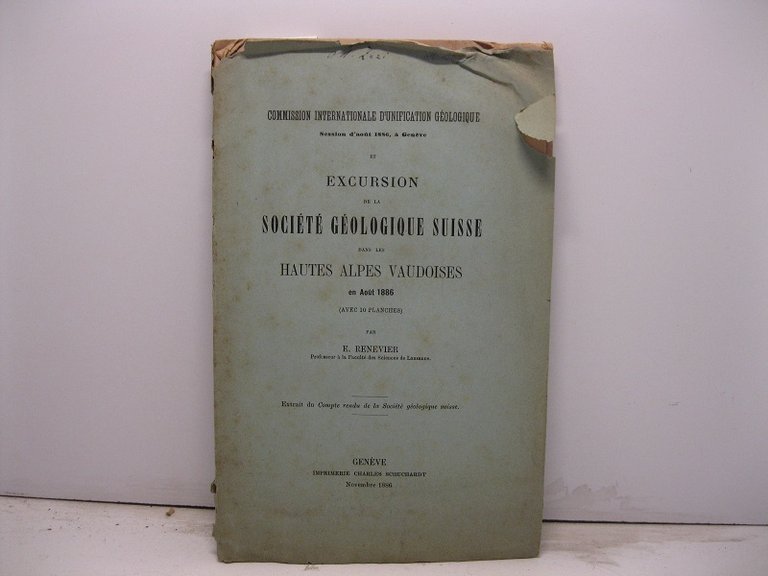 COMMISSION INTERNATIONALE D'UNIFICATION GÉOLOGIQUE
Session d'août 1886, à Genève
ET
EXCURSION
DE LA
SOCIÉTÉ GÉOLOGIQUE SUISSE
DANS LES
HAUTES ALPES VAUDOISES
en Août 1886
(AVEC 10 PLANCHES)
PAR
E. RENEVIER
Professeur à la Faculté des Sciences de Lausanne.
Extrait du Compte rendu de la Société géologique suisse.
GENÈVE
IMPRIMERIE CHARLES SCHUCHARDT
Novembre 1886